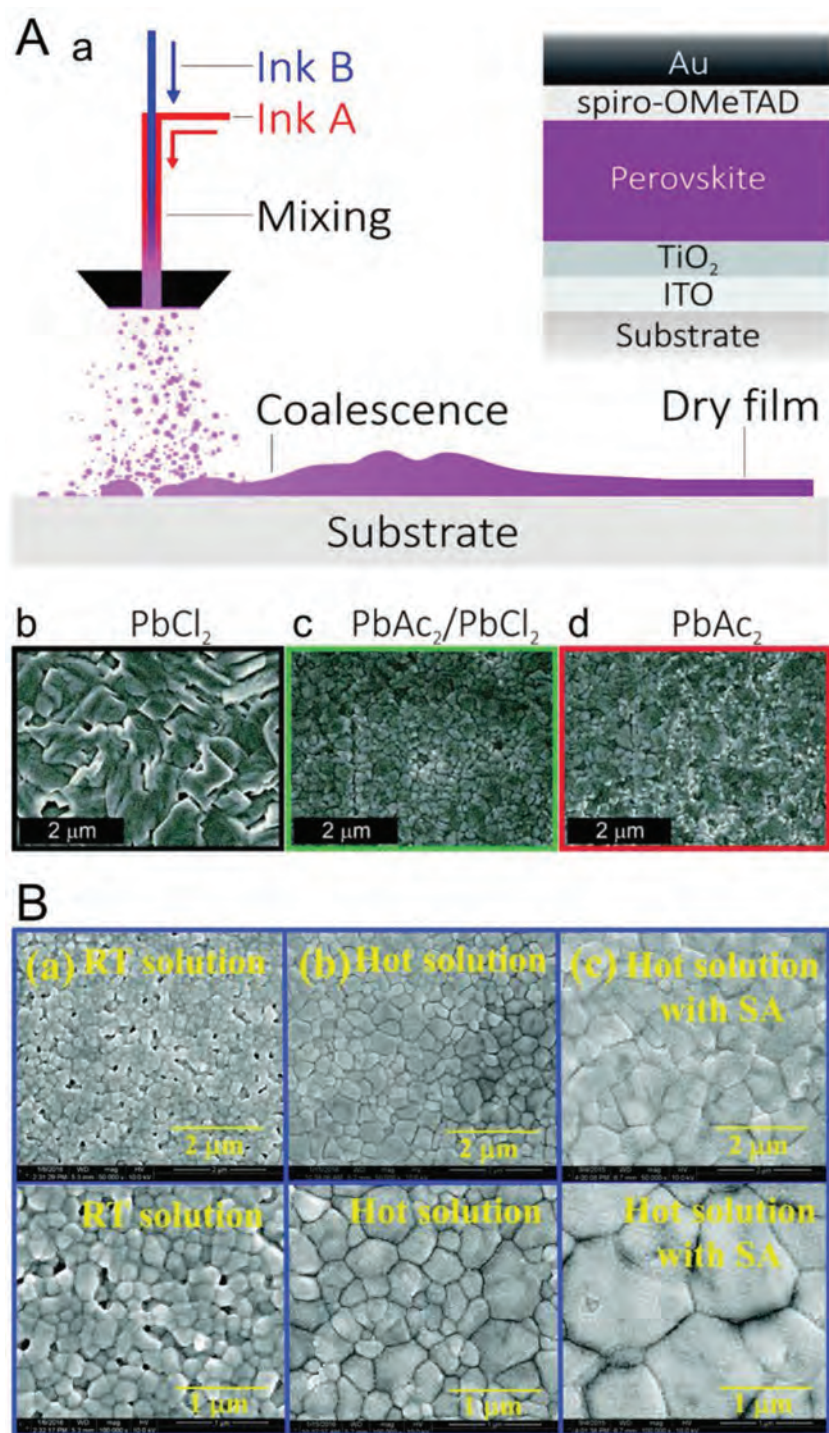 A
a
Ink B
Ink A
Mixing
Coalescence
Dry film
Substrate
Au
spiro-OMeTAD
Perovskite
TiO₂
ITO
Substrate
b PbCl₂
c PbAc₂/PbCl₂
d PbAc₂
2 μm
2 μm
2 μm
B
(a) RT solution
2 μm
(b) Hot solution
2 μm
(c) Hot solution
with SA
2 μm
RT solution
1 μm
Hot solution
1 μm
Hot solution
with SA
1 μm